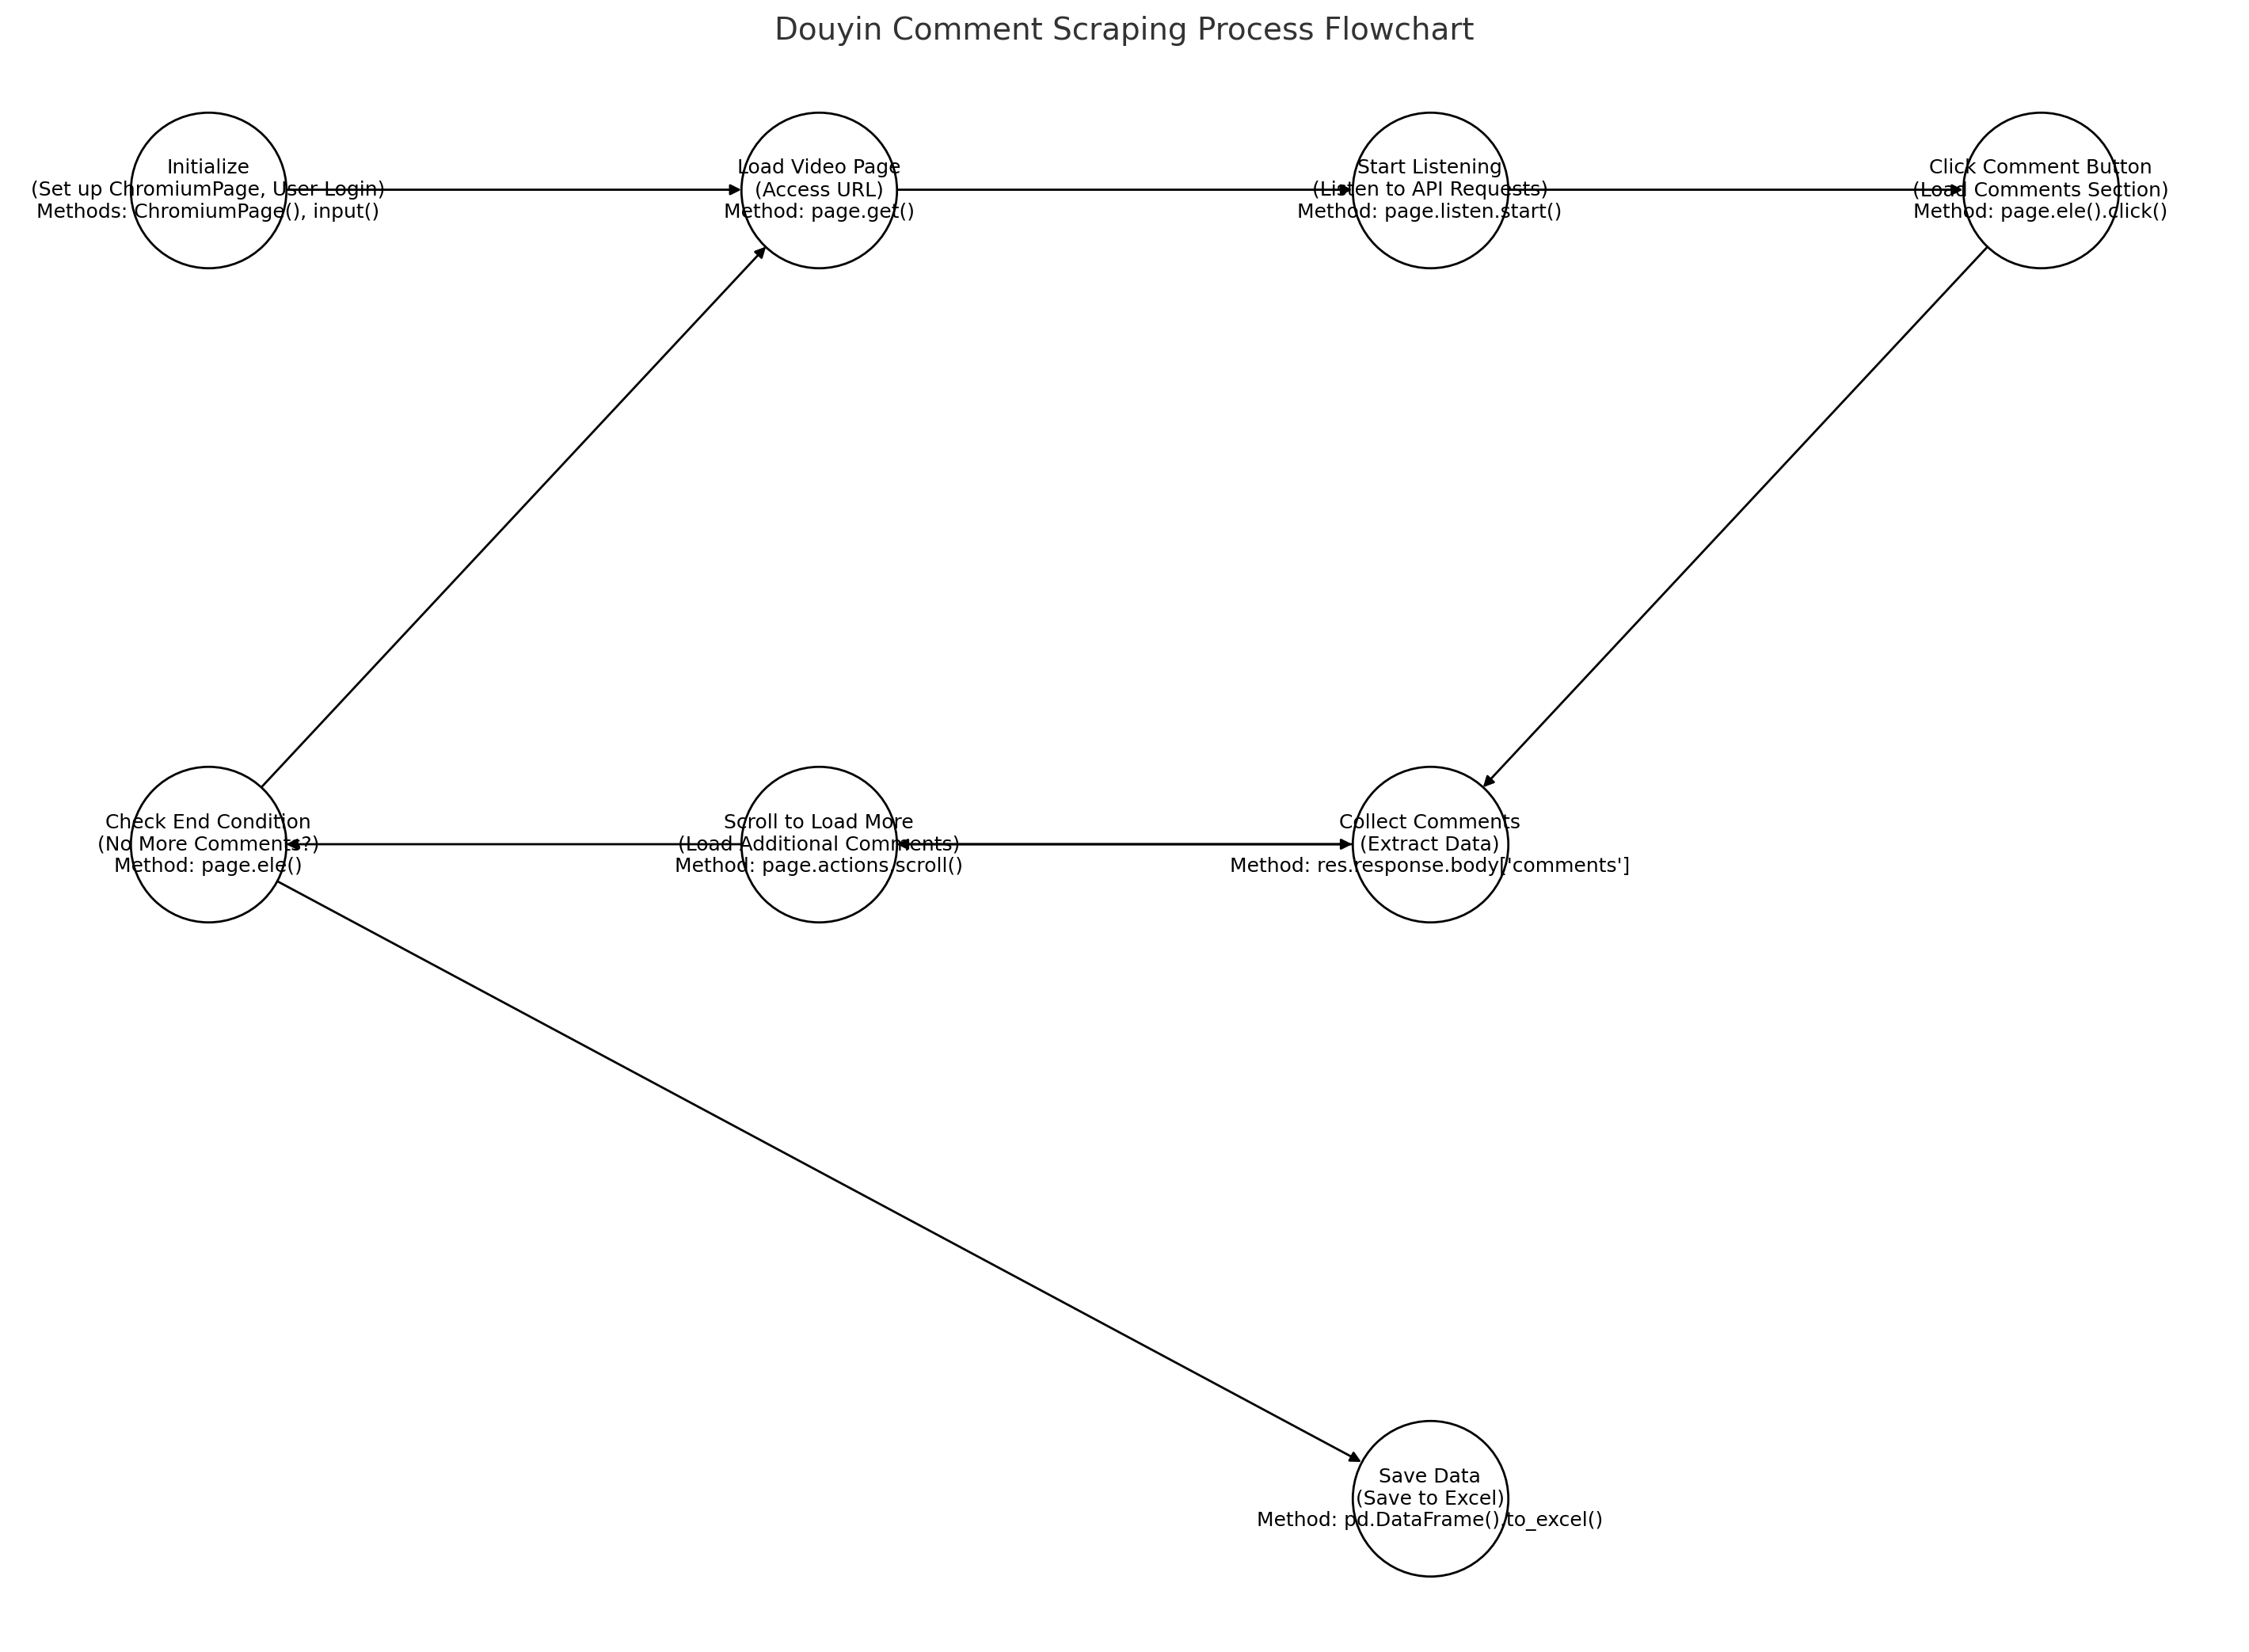 Douyin Comment Scraping Process Flowchart
Initialize
(Set up ChromiumPage, User Login)
Methods: ChromiumPage(), input()
Load Video Page
(Access URL)
Method: page.get()
Start Listening
(Listen to API Requests)
Method: page.listen.start()
Click Comment Button
(Load Comments Section)
Method: page.ele().click()
Check End Condition
(No More Comments?)
Method: page.ele()
Scroll to Load More
(Load Additional Comments)
Method: page.actions.scroll()
Collect Comments
(Extract Data)
Method: res.response.body['comments']
Save Data
(Save to Excel)
Method: pd.DataFrame().to_excel()